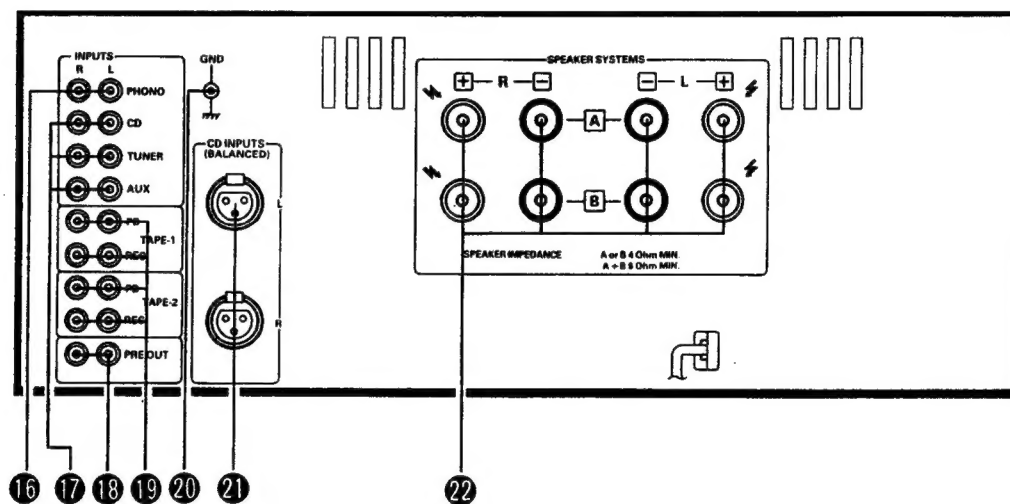 INPUTS
R L
PHONO
CD
TUNER
AUX
PB
TAPE-1
REC
PB
TAPE-2
REC
PRE OUT
GND
CD INPUTS
(BALANCED)
L
R
SPEAKER SYSTEMS
+ R − − L +
A
B
SPEAKER IMPEDANCE A or B 4 Ohm MIN.
A + B 8 Ohm MIN.
16 17 18 19 20 21 22